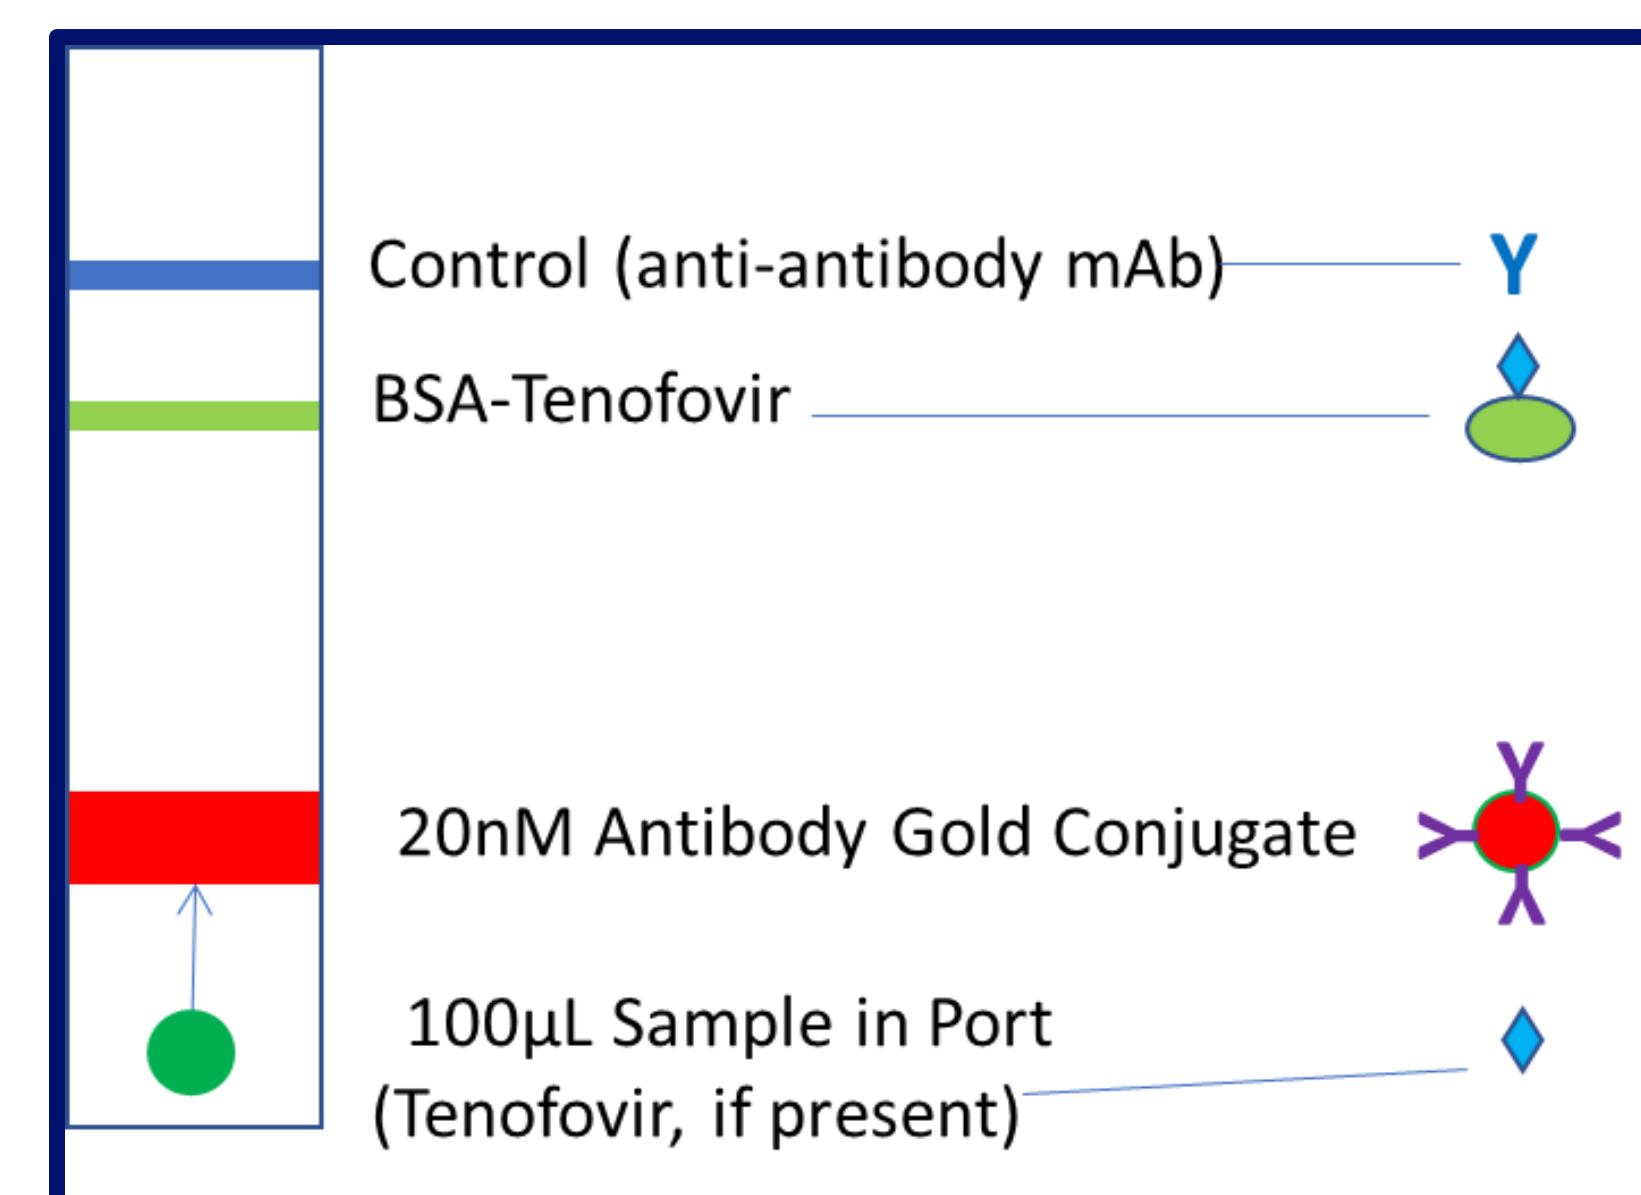 Control (anti-antibody mAb)
BSA-Tenofovir
20nM Antibody Gold Conjugate
100µL Sample in Port
(Tenofovir, if present)